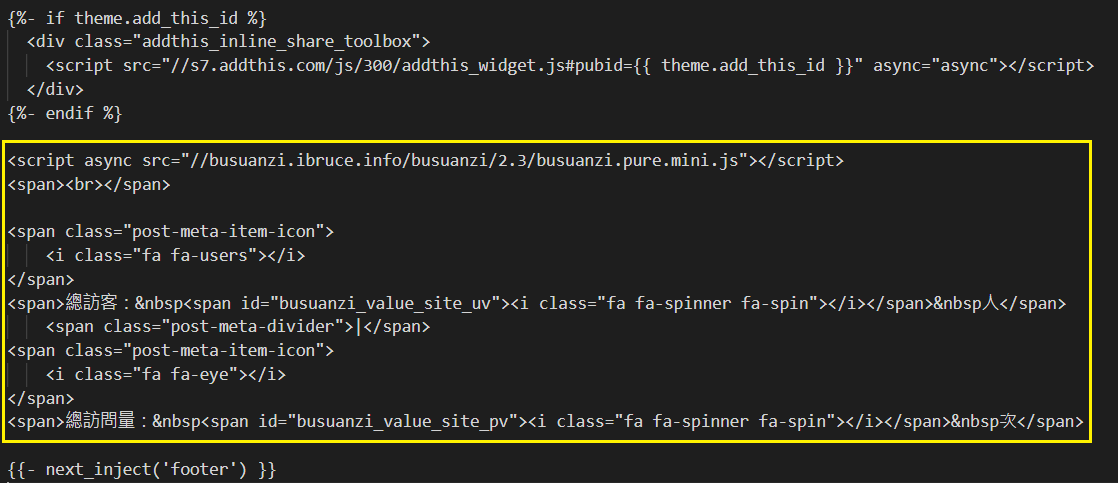 {%- if theme.add_this_id %}
<div class="addthis_inline_share_toolbox">
<script src="//s7.addthis.com/js/300/addthis_widget.js#pubid={{ theme.add_this_id }}" async="async"></script>
</div>
{%- endif %}
<script async src="//busuanzi.ibruce.info/busuanzi/2.3/busuanzi.pure.mini.js"></script>
<span><br></span>
<span class="post-meta-item-icon">
<i class="fa fa-users"></i>
</span>
<span>總訪客：&nbsp<span id="busuanzi_value_site_uv"><i class="fa fa-spinner fa-spin"></i></span>&nbsp人</span>
<span class="post-meta-divider">|</span>
<span class="post-meta-item-icon">
<i class="fa fa-eye"></i>
</span>
<span>總訪問量：&nbsp<span id="busuanzi_value_site_pv"><i class="fa fa-spinner fa-spin"></i></span>&nbsp次</span>
{{- next_inject('footer') }}